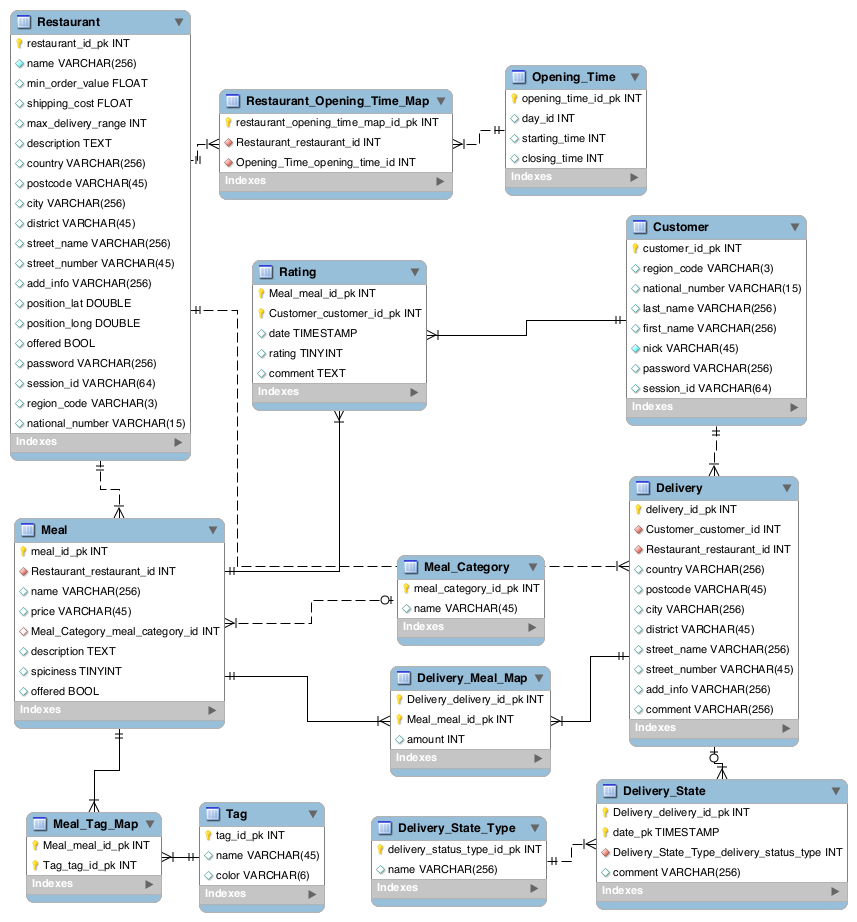 Restaurant
restaurant_id_pk INT
name VARCHAR(256)
min_order_value FLOAT
shipping_cost FLOAT
max_delivery_range INT
description TEXT
country VARCHAR(256)
postcode VARCHAR(45)
city VARCHAR(256)
district VARCHAR(45)
street_name VARCHAR(256)
street_number VARCHAR(45)
add_info VARCHAR(256)
position_lat DOUBLE
position_long DOUBLE
offered BOOL
password VARCHAR(256)
session_id VARCHAR(64)
region_code VARCHAR(3)
national_number VARCHAR(15)
Indexes
Restaurant_Opening_Time_Map
restaurant_opening_time_map_id_pk INT
Restaurant_restaurant_id INT
Opening_Time_opening_time_id INT
Indexes
Opening_Time
opening_time_id_pk INT
day_id INT
starting_time INT
closing_time INT
Indexes
Rating
Meal_meal_id_pk INT
Customer_customer_id_pk INT
date TIMESTAMP
rating TINYINT
comment TEXT
Indexes
Customer
customer_id_pk INT
region_code VARCHAR(3)
national_number VARCHAR(15)
last_name VARCHAR(256)
first_name VARCHAR(256)
nick VARCHAR(45)
password VARCHAR(256)
session_id VARCHAR(64)
Indexes
Meal
meal_id_pk INT
Restaurant_restaurant_id INT
name VARCHAR(256)
price VARCHAR(45)
Meal_Category_meal_category_id INT
description TEXT
spiciness TINYINT
offered BOOL
Indexes
Meal_Category
meal_category_id_pk INT
name VARCHAR(45)
Indexes
Delivery
delivery_id_pk INT
Customer_customer_id INT
Restaurant_restaurant_id INT
country VARCHAR(256)
postcode VARCHAR(45)
city VARCHAR(256)
district VARCHAR(45)
street_name VARCHAR(256)
street_number VARCHAR(45)
add_info VARCHAR(256)
comment VARCHAR(256)
Indexes
Delivery_Meal_Map
Delivery_delivery_id_pk INT
Meal_meal_id_pk INT
amount INT
Indexes
Meal_Tag_Map
Meal_meal_id_pk INT
Tag_tag_id_pk INT
Indexes
Tag
tag_id_pk INT
name VARCHAR(45)
color VARCHAR(6)
Indexes
Delivery_State_Type
delivery_status_type_id_pk INT
name VARCHAR(256)
Indexes
Delivery_State
Delivery_delivery_id_pk INT
date_pk TIMESTAMP
Delivery_State_Type_delivery_status_type INT
comment VARCHAR(256)
Indexes